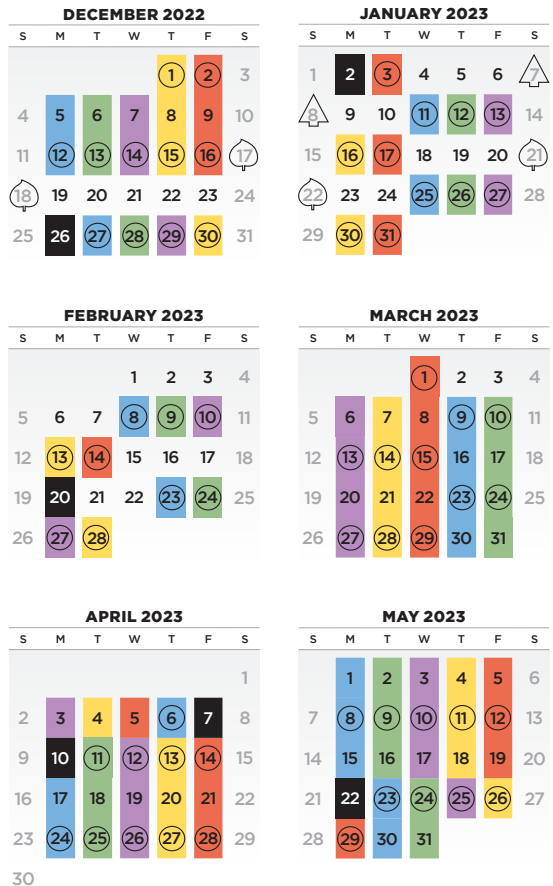 DECEMBER 2022
S M T W T F S
1 2 3
4 5 6 7 8 9 10
11 12 13 14 15 16 17
18 19 20 21 22 23 24
25 26 27 28 29 30 31
JANUARY 2023
S M T W T F S
1 2 3 4 5 6 7
8 9 10 11 12 13 14
15 16 17 18 19 20 21
22 23 24 25 26 27 28
29 30 31
FEBRUARY 2023
S M T W T F S
1 2 3 4
5 6 7 8 9 10 11
12 13 14 15 16 17 18
19 20 21 22 23 24 25
26 27 28
MARCH 2023
S M T W T F S
1 2 3 4
5 6 7 8 9 10 11
12 13 14 15 16 17 18
19 20 21 22 23 24 25
26 27 28 29 30 31
APRIL 2023
S M T W T F S
1
2 3 4 5 6 7 8
9 10 11 12 13 14 15
16 17 18 19 20 21 22
23 24 25 26 27 28 29
30
MAY 2023
S M T W T F S
1 2 3 4 5 6
7 8 9 10 11 12 13
14 15 16 17 18 19 20
21 22 23 24 25 26 27
28 29 30 31